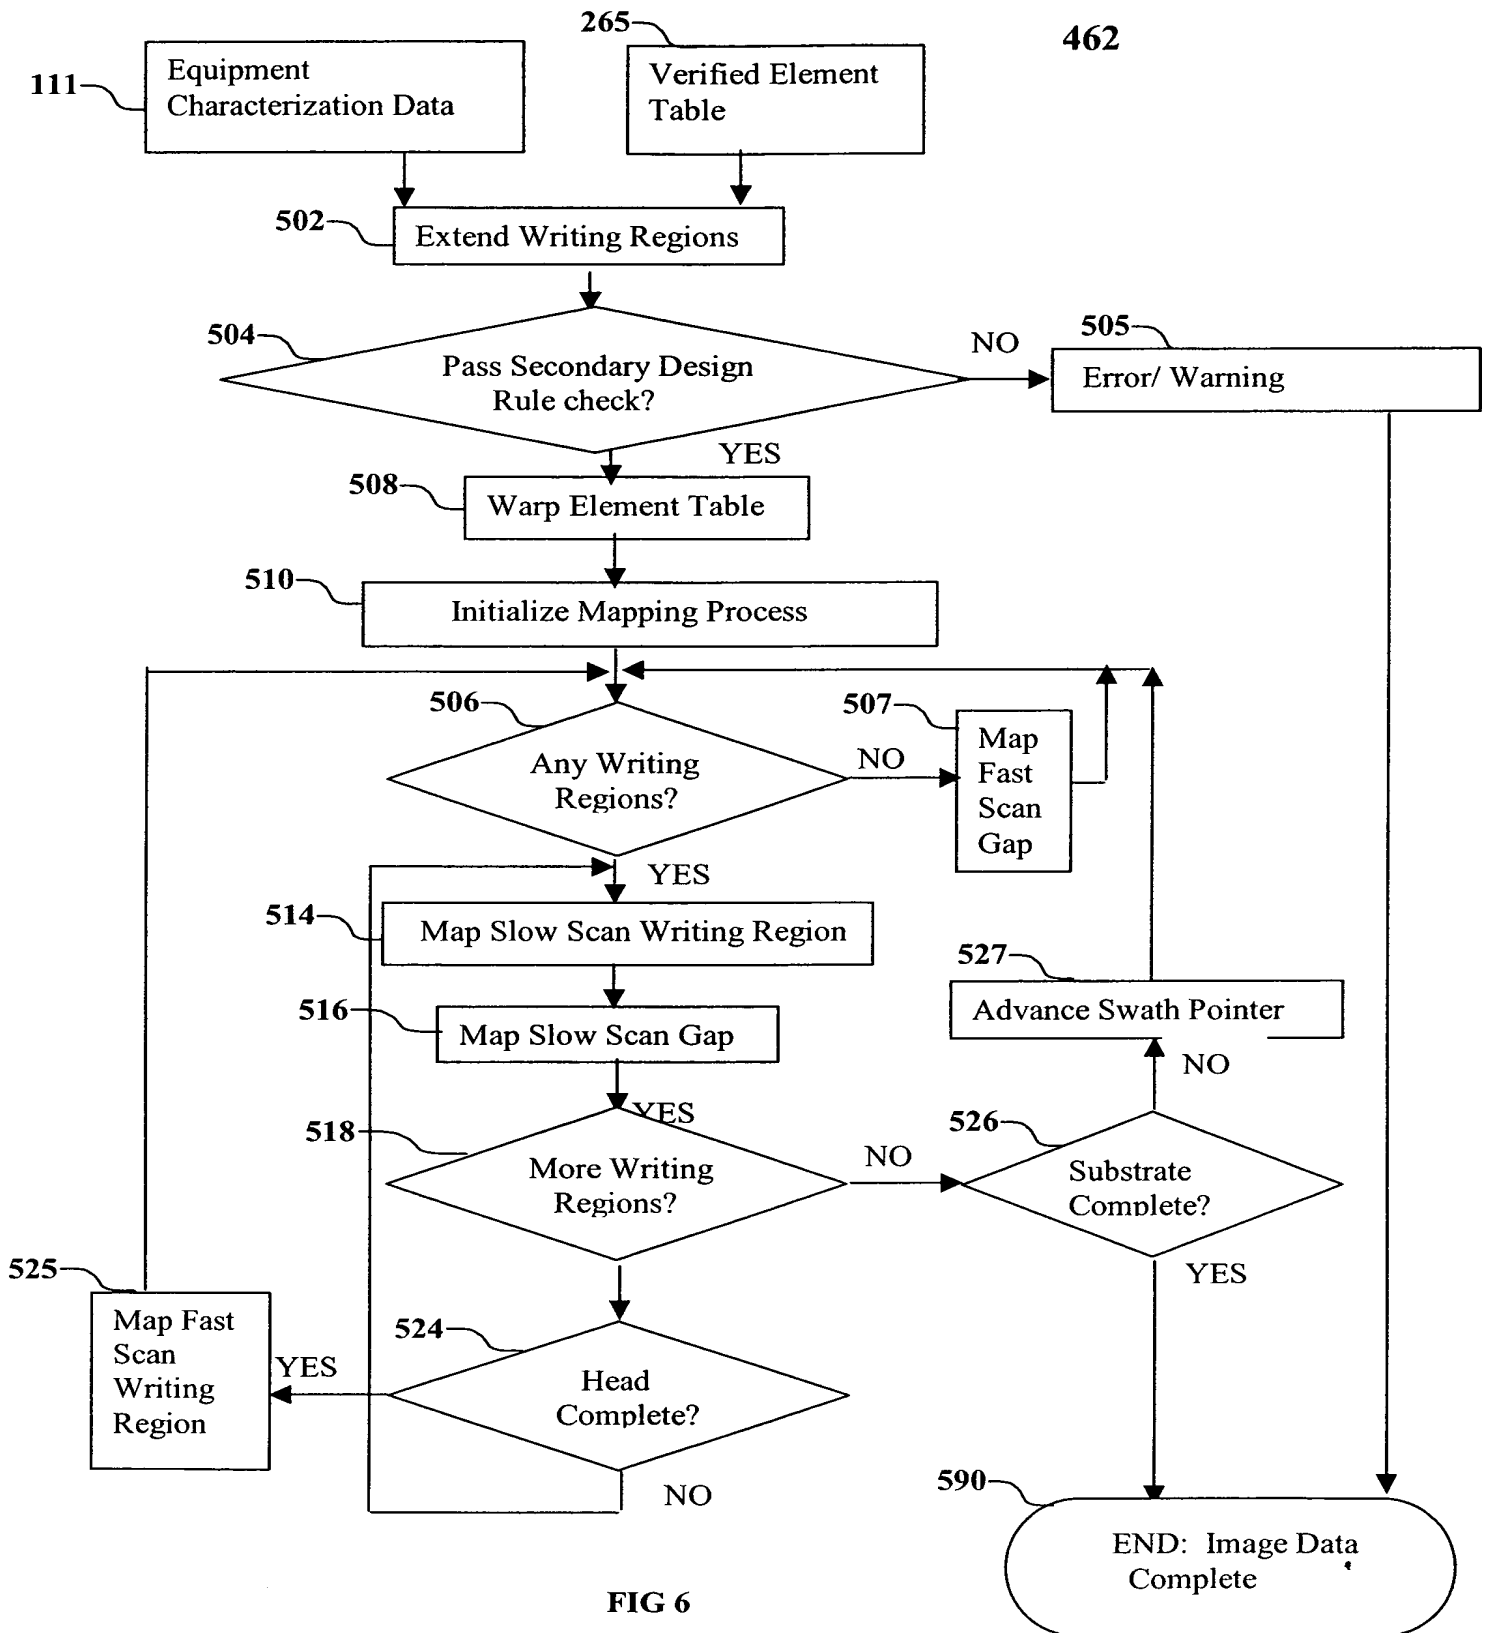 265
462
Equipment
Characterization Data
Verified Element
Table
111
502
Extend Writing Regions
504
Pass Secondary Design
Rule check?
NO
505
Error/ Warning
YES
508
Warp Element Table
510
Initialize Mapping Process
506
Any Writing
Regions?
NO
507
Map
Fast
Scan
Gap
YES
514
Map Slow Scan Writing Region
527
Advance Swath Pointer
516
Map Slow Scan Gap
NO
YES
518
More Writing
Regions?
NO
526
Substrate
Complete?
YES
525
Map Fast
Scan
Writing
Region
YES
524
Head
Complete?
NO
590
END: Image Data
Complete
FIG 6